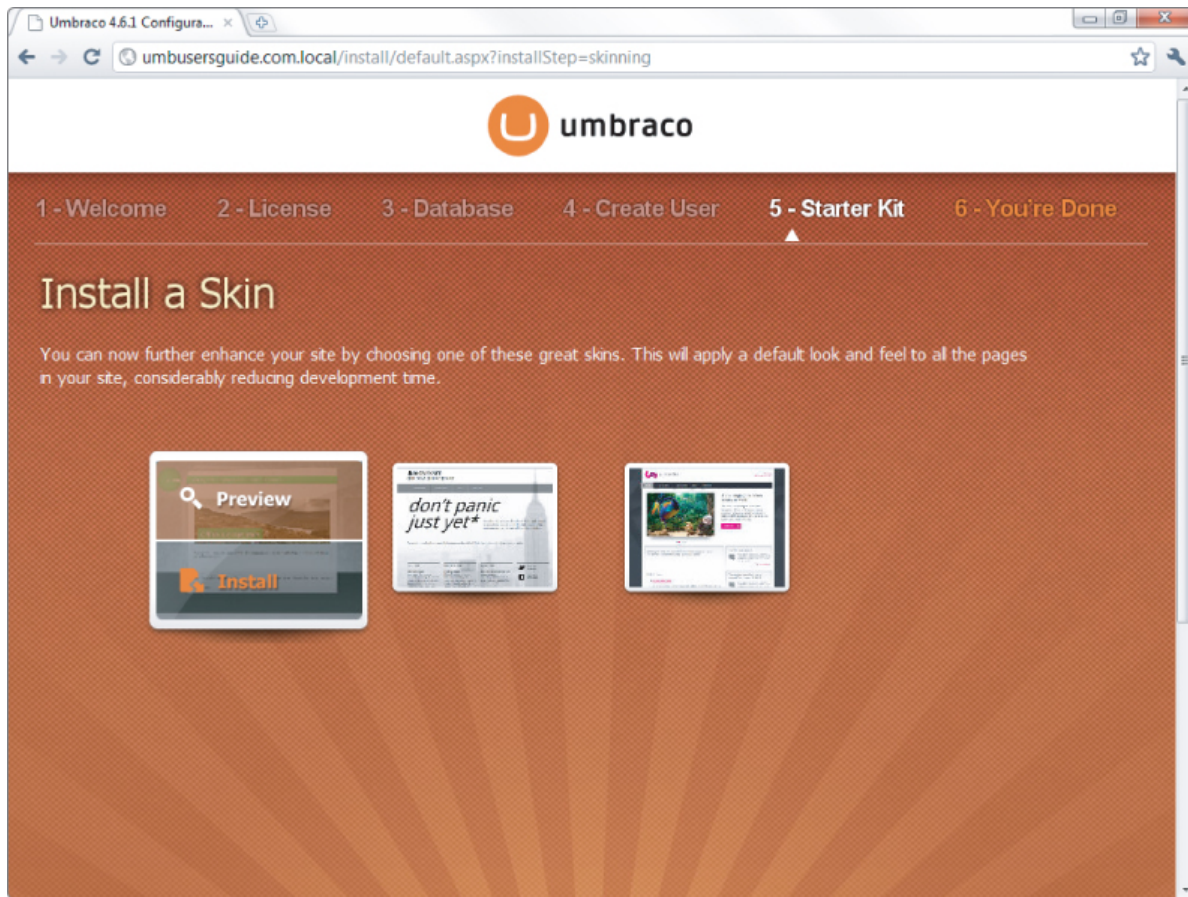 Umbraco 4.6.1 Configura...
umbusersguide.com.local/install/default.aspx?installStep=skinning
umbraco
1 - Welcome 2 - License 3 - Database 4 - Create User 5 - Starter Kit 6 - You're Done
Install a Skin
You can now further enhance your site by choosing one of these great skins. This will apply a default look and feel to all the pages
in your site, considerably reducing development time.
Preview
Install
don't panic
just yet*